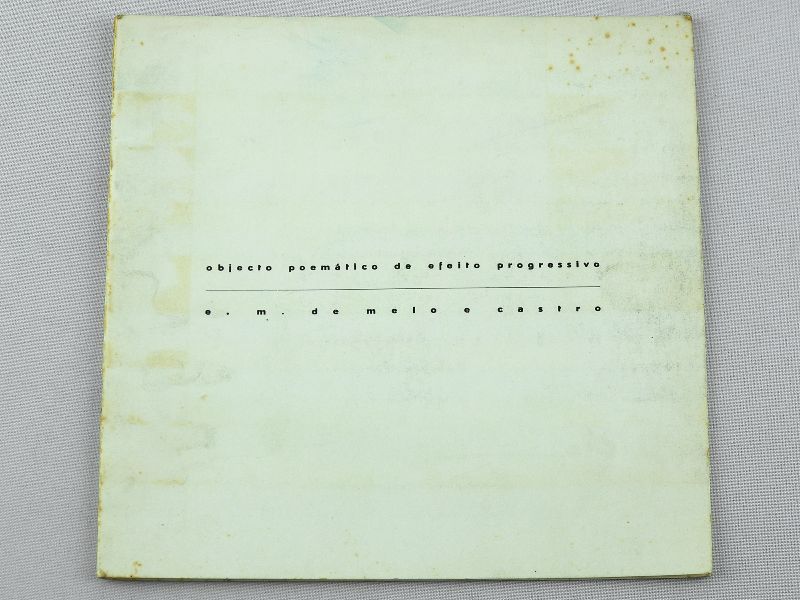 objecto poemático de efeito progressivo
e. m. de melo e castro